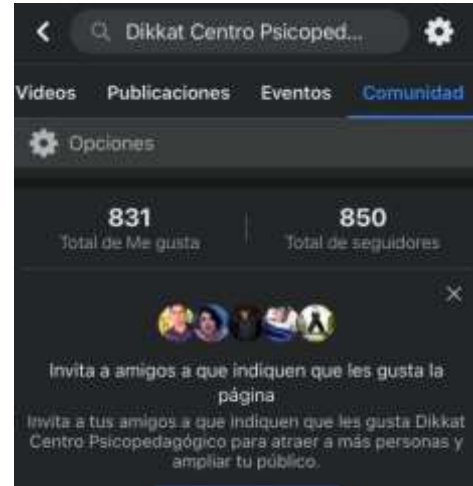 Dikkat Centro Psicoped...
Videos Publicaciones Eventos Comunidad
Opciones
831 850
Total de Me gusta Total de seguidores
Invita a amigos a que indiquen que les gusta la
página
Invita a tus amigos a que indiquen que les gusta Dikkat
Centro Psicopedagógico para atraer a más personas y
ampliar tu público.